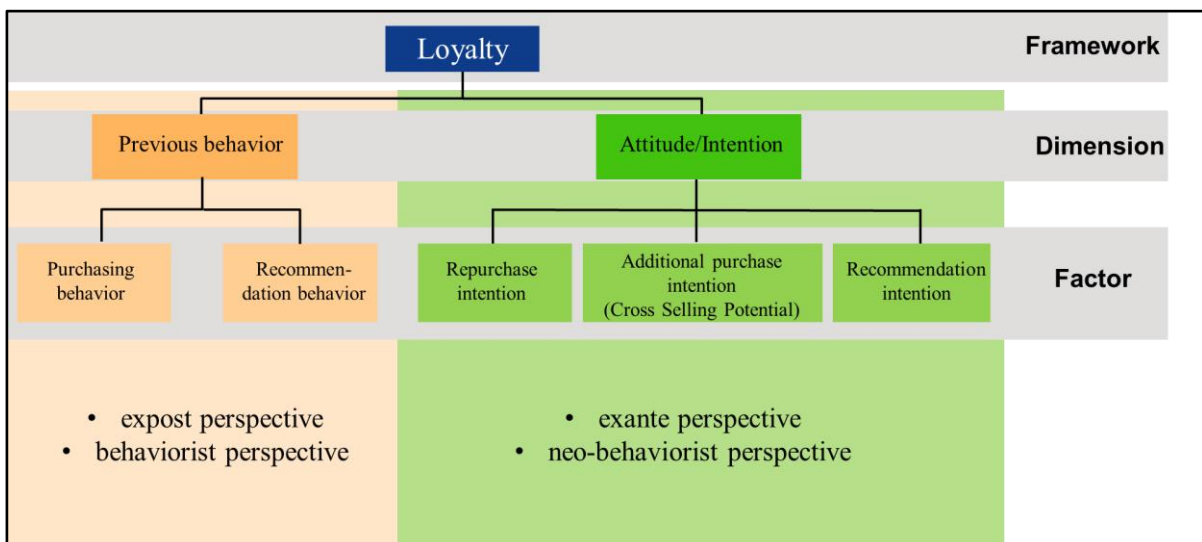 Loyalty
Framework
Previous behavior
Attitude/Intention
Dimension
Purchasing
behavior
Recommen-
dation behavior
Repurchase
intention
Additional purchase
intention
(Cross Selling Potential)
Recommendation
intention
Factor
• expost perspective
• behaviorist perspective
• exante perspective
• neo-behaviorist perspective